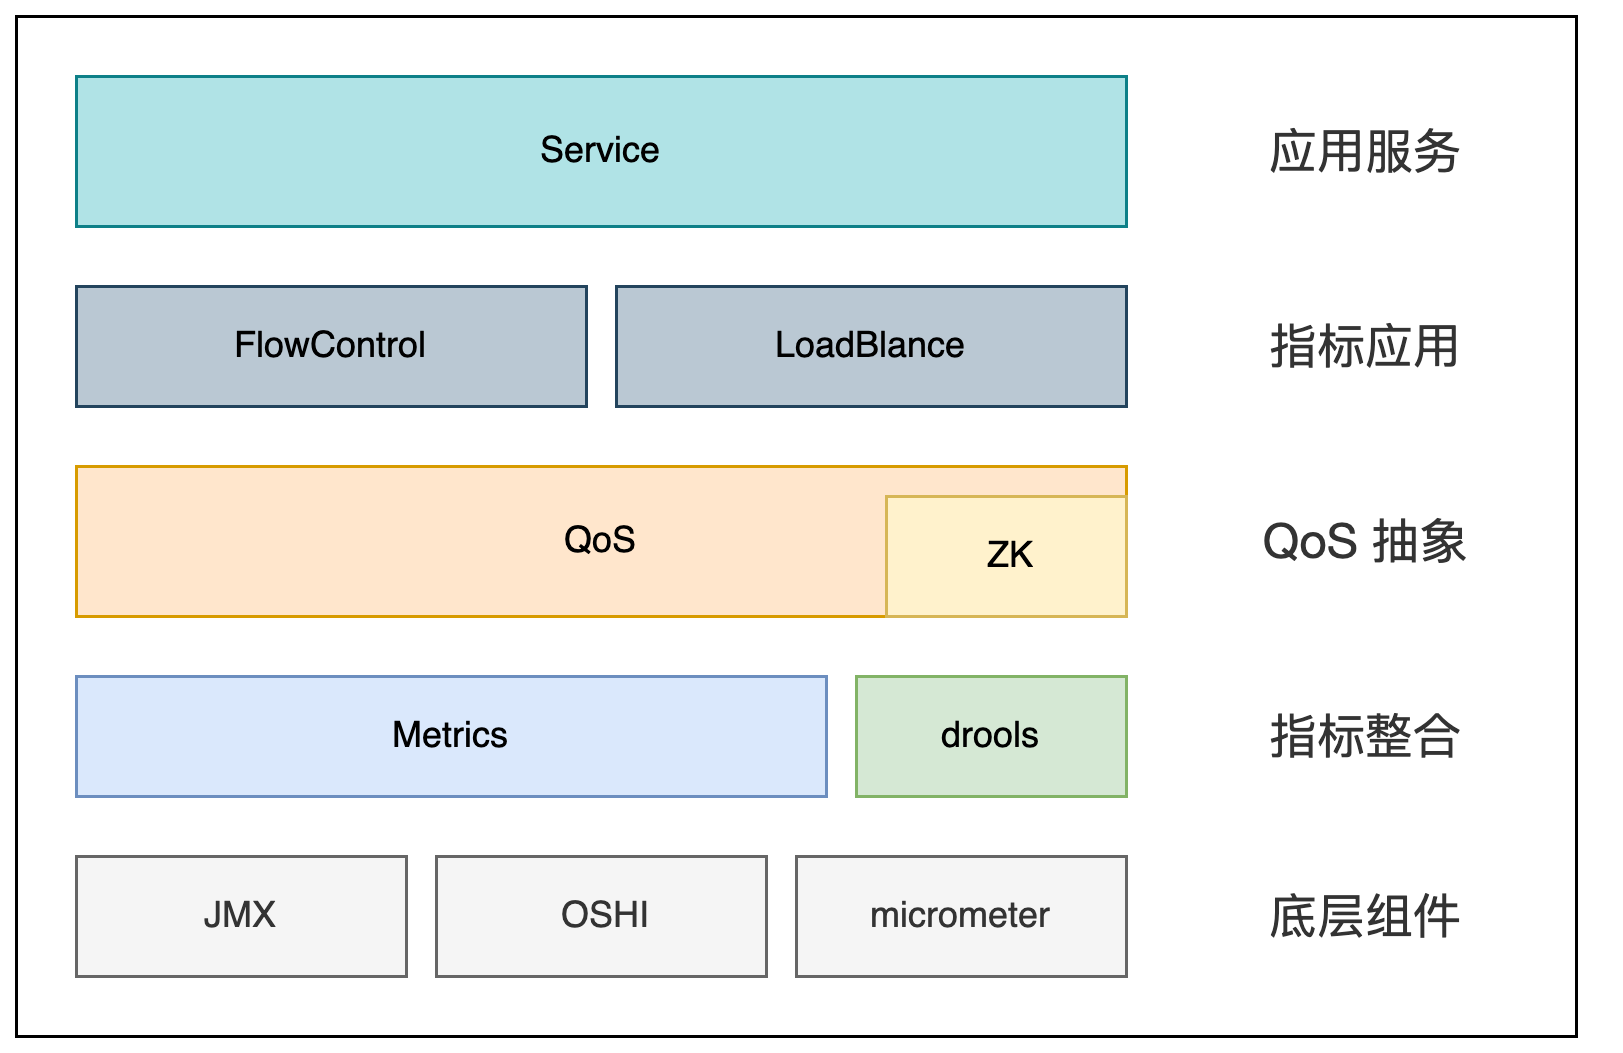 Service
应用服务
FlowControl
LoadBlance
指标应用
QoS
ZK
QoS 抽象
Metrics
drools
指标整合
JMX
OSHI
micrometer
底层组件